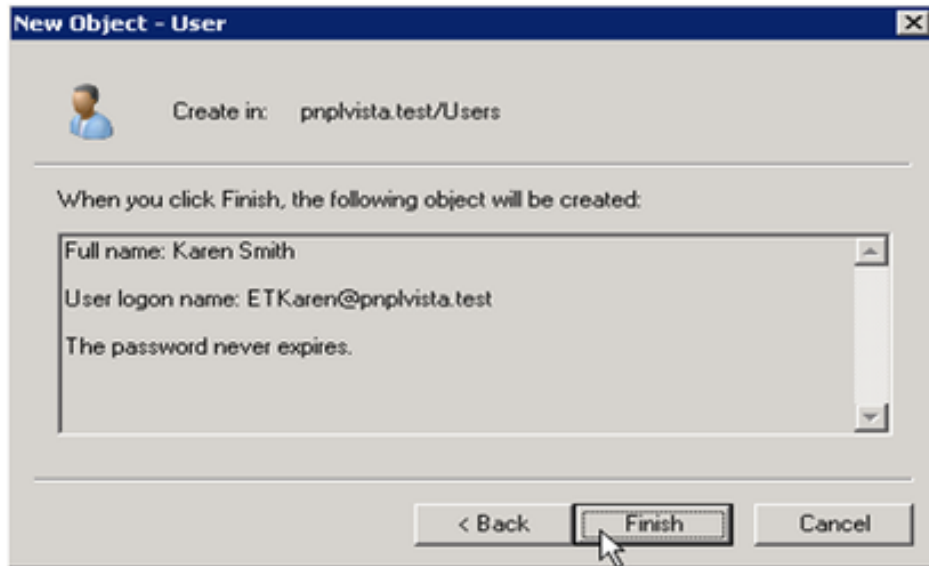 New Object - User
Create in: pnplvista.test/Users
When you click Finish, the following object will be created:
Full name: Karen Smith
User logon name: ETKaren@pnplvista.test
The password never expires.
< Back Finish Cancel